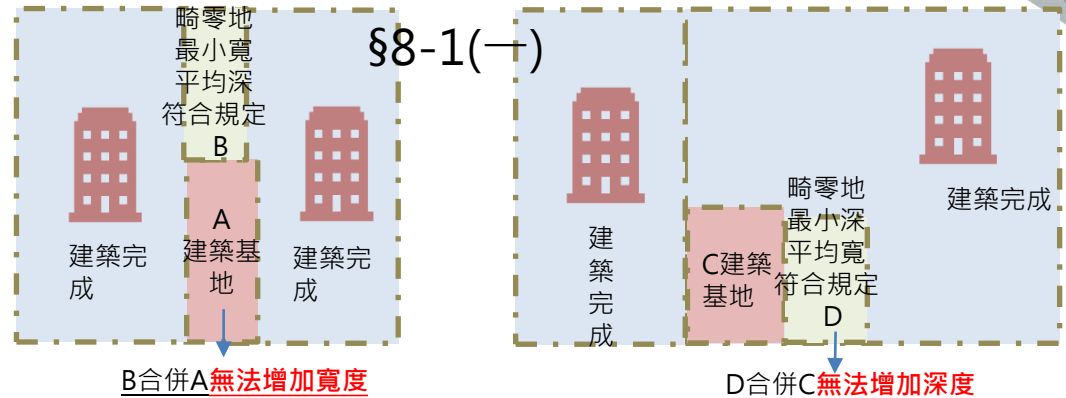 §8-1(一)
畸零地
最小寬
平均深
符合規定
B
A
建築基
地
建築完
成
建築完
成
B合併A無法增加寬度
建
築
完
成
C建築
基地
畸零地
最小深
平均寬
符合規定
D
建築完成
D合併C無法增加深度